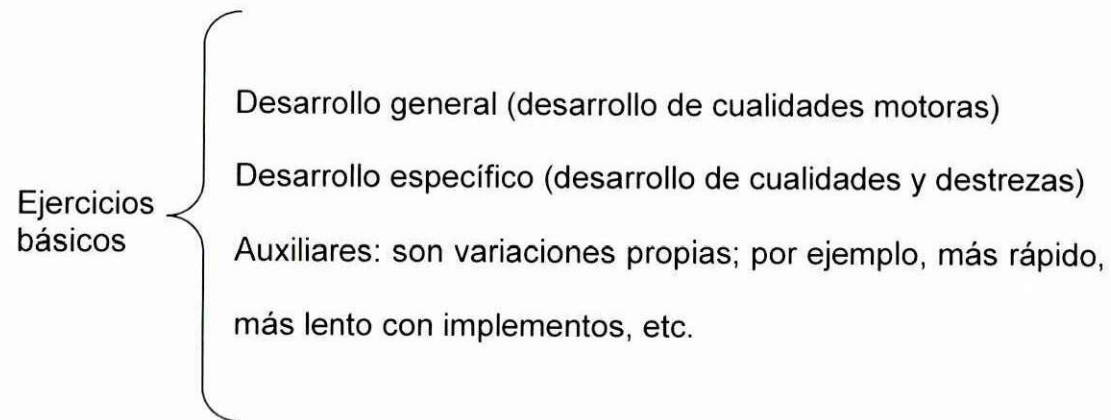 Ejercicios
básicos
Desarrollo general (desarrollo de cualidades motoras)
Desarrollo específico (desarrollo de cualidades y destrezas)
Auxiliares: son variaciones propias; por ejemplo, más rápido,
más lento con implementos, etc.